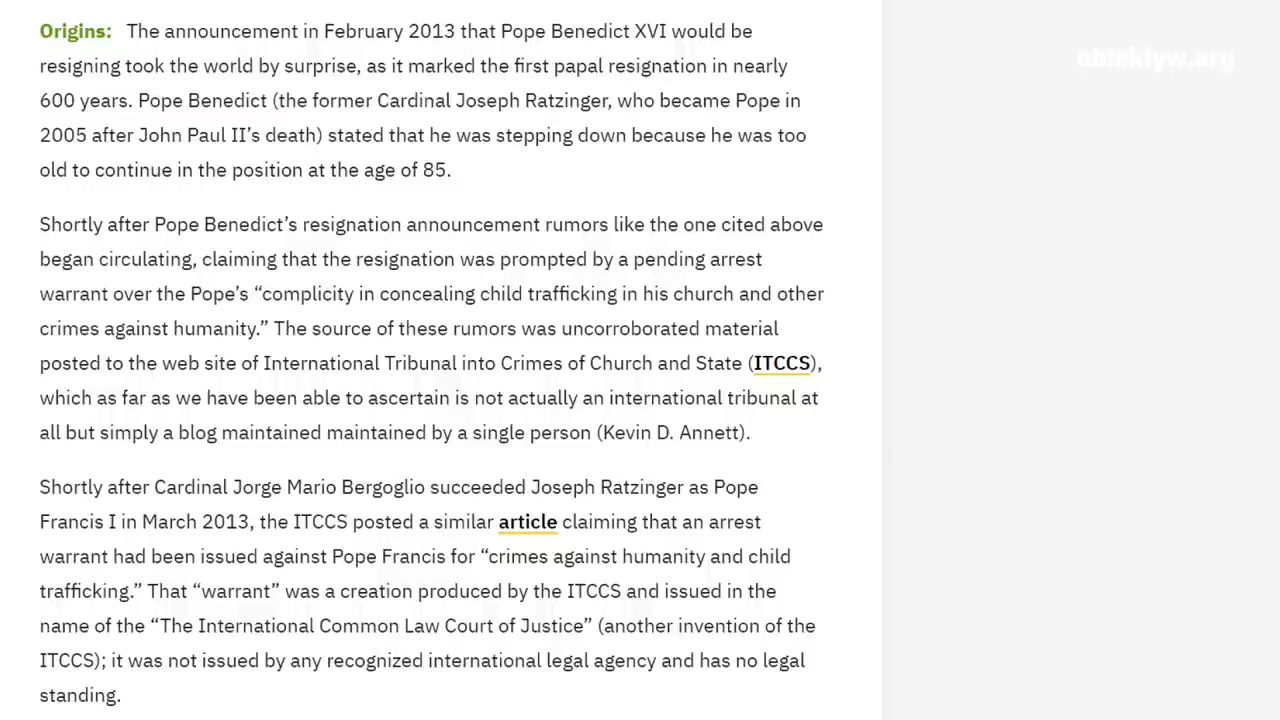 Origins: The announcement in February 2013 that Pope Benedict XVI would be
resigning took the world by surprise, as it marked the first papal resignation in nearly
600 years. Pope Benedict (the former Cardinal Joseph Ratzinger, who became Pope in
2005 after John Paul II’s death) stated that he was stepping down because he was too
old to continue in the position at the age of 85.
Shortly after Pope Benedict’s resignation announcement rumors like the one cited above
began circulating, claiming that the resignation was prompted by a pending arrest
warrant over the Pope’s “complicity in concealing child trafficking in his church and other
crimes against humanity.” The source of these rumors was uncorroborated material
posted to the web site of International Tribunal into Crimes of Church and State (ITCCS),
which as far as we have been able to ascertain is not actually an international tribunal at
all but simply a blog maintained maintained by a single person (Kevin D. Annett).
Shortly after Cardinal Jorge Mario Bergoglio succeeded Joseph Ratzinger as Pope
Francis I in March 2013, the ITCCS posted a similar article claiming that an arrest
warrant had been issued against Pope Francis for “crimes against humanity and child
trafficking.” That “warrant” was a creation produced by the ITCCS and issued in the
name of the “The International Common Law Court of Justice” (another invention of the
ITCCS); it was not issued by any recognized international legal agency and has no legal
standing.
obiektyw.org